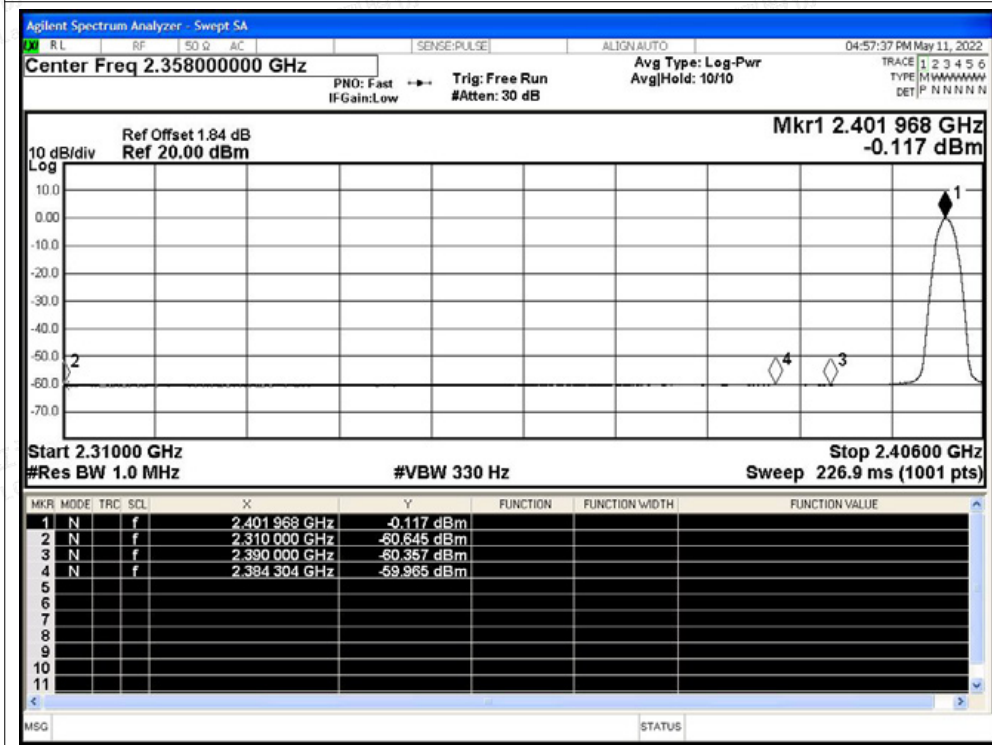 Agilent Spectrum Analyzer - Swept SA
RL RF 50 Ω AC SENSE:PULSE ALIGNAUTO 04:57:37 PM May 11, 2022
Center Freq 2.358000000 GHz
PNO: Fast
IFGain:Low
Trig: Free Run
#Atten: 30 dB
Avg Type: Log-Pwr
Avg|Hold: 10/10
TRACE 1 2 3 4 5 6
TYPE MWWWWW
DET P N N N N N
Ref Offset 1.84 dB
10 dB/div Ref 20.00 dBm
Log
Mkr1 2.401 968 GHz
-0.117 dBm
10.0
0.00
-10.0
-20.0
-30.0
-40.0
-50.0
-60.0
-70.0
1
2
4
3
Start 2.31000 GHz Stop 2.40600 GHz
#Res BW 1.0 MHz #VBW 330 Hz Sweep 226.9 ms (1001 pts)
MKR MODE TRC SCL X Y FUNCTION FUNCTION WIDTH FUNCTION VALUE
1 N f 2.401 968 GHz -0.117 dBm
2 N f 2.310 000 GHz -60.645 dBm
3 N f 2.390 000 GHz -60.357 dBm
4 N f 2.384 304 GHz -59.965 dBm
5
6
7
8
9
10
11
MSG STATUS